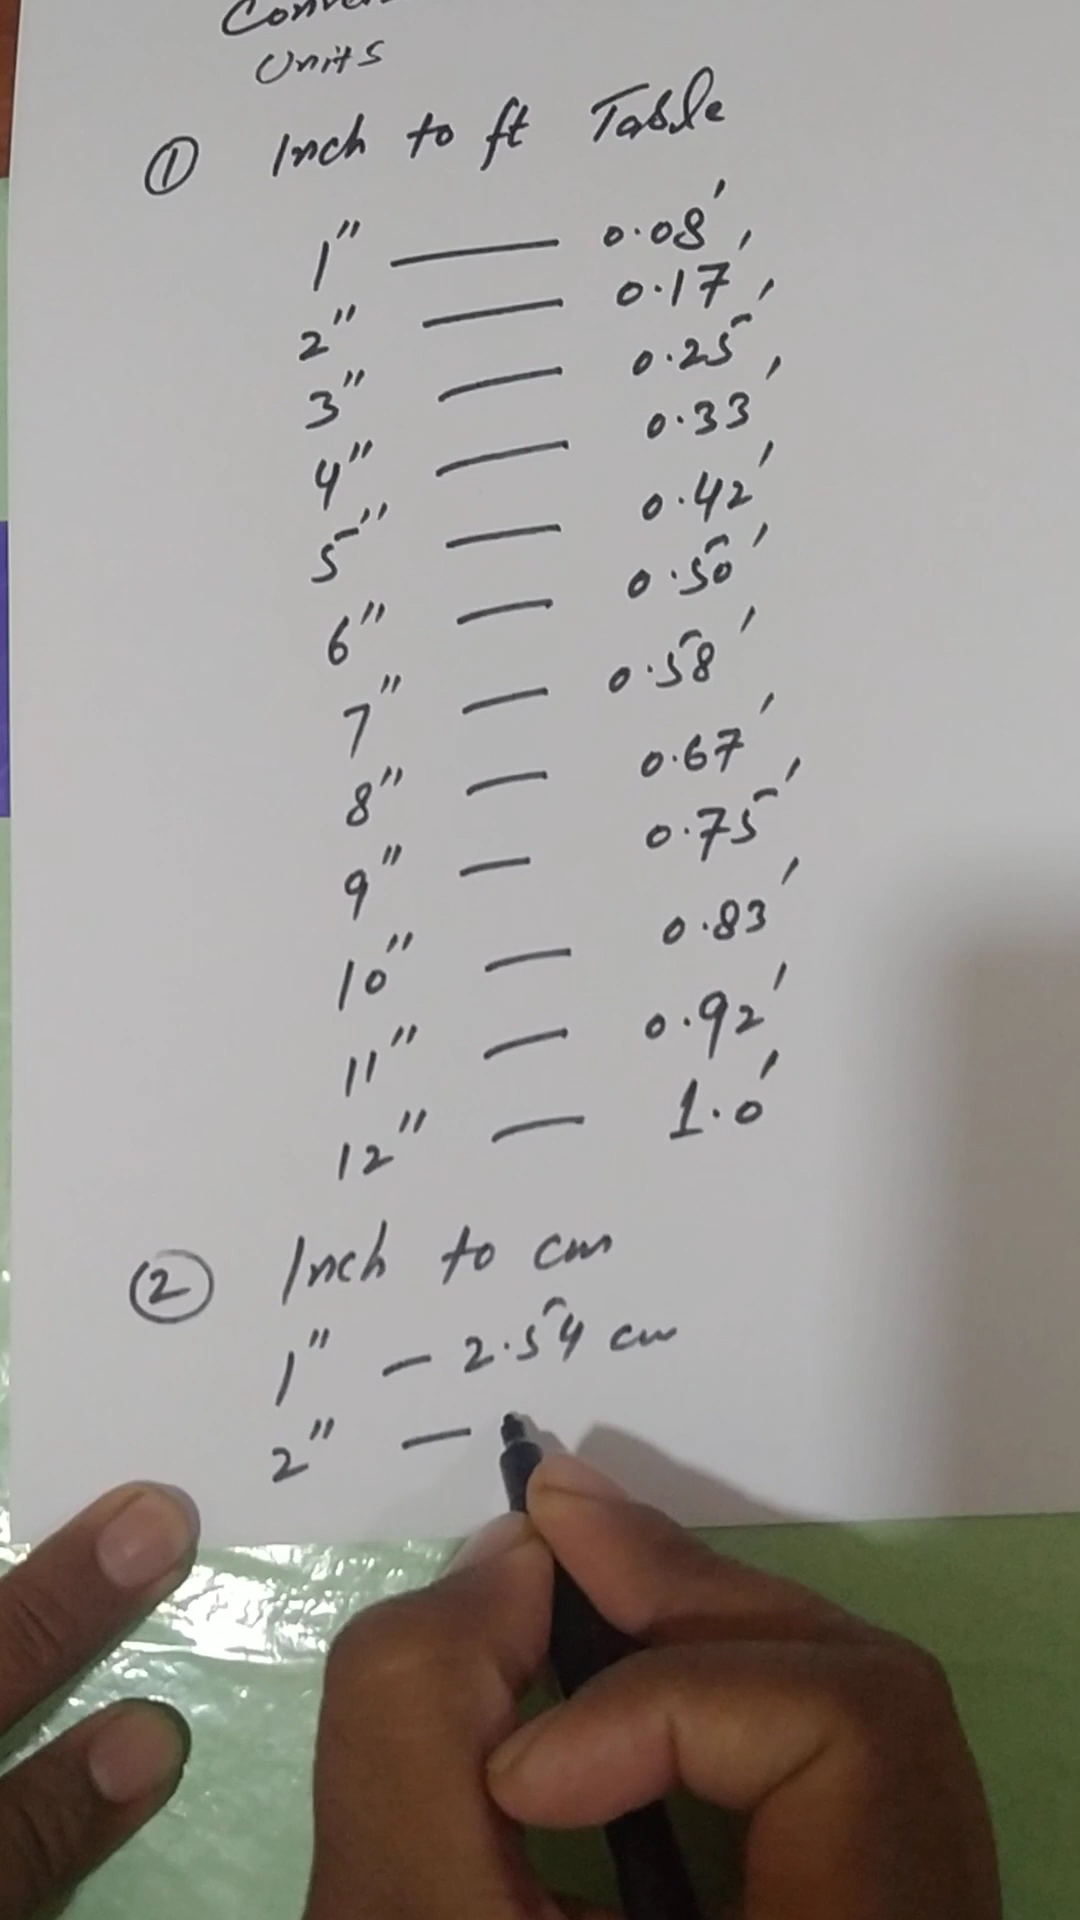 Units
① Inch to ft Table
1" — 0.08'
2" — 0.17'
3" — 0.25'
4" — 0.33'
5" — 0.42'
6" — 0.50'
7" — 0.58'
8" — 0.67'
9" — 0.75'
10" — 0.83'
11" — 0.92'
12" — 1.0'
② Inch to cm
1" — 2.54 cm
2" —